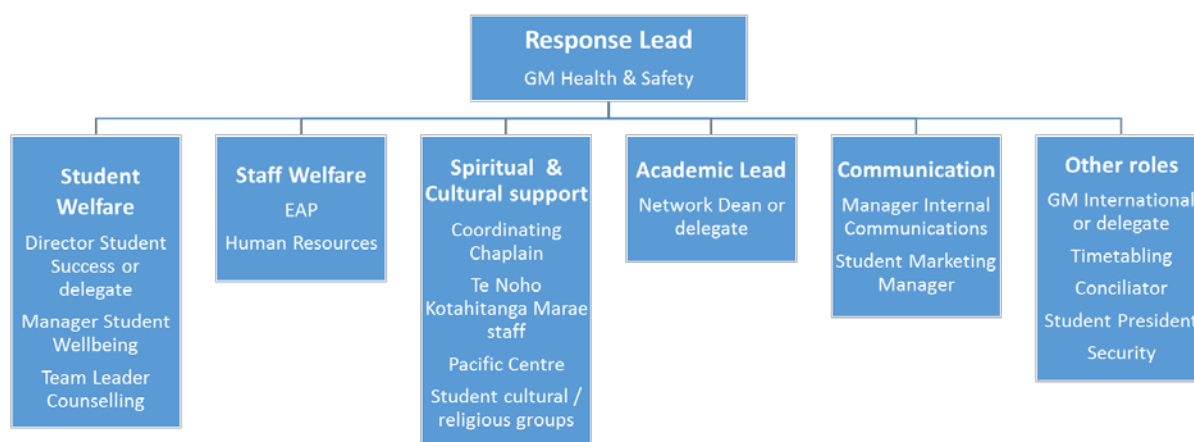 Response Lead
GM Health & Safety
Student
Welfare
Director Student
Success or
delegate
Manager Student
Wellbeing
Team Leader
Counselling
Staff Welfare
EAP
Human Resources
Spiritual &
Cultural support
Coordinating
Chaplain
Te Noho
Kotahitanga Marae
staff
Pacific Centre
Student cultural /
religious groups
Academic Lead
Network Dean or
delegate
Communication
Manager Internal
Communications
Student Marketing
Manager
Other roles
GM International
or delegate
Timetabling
Conciliator
Student President
Security